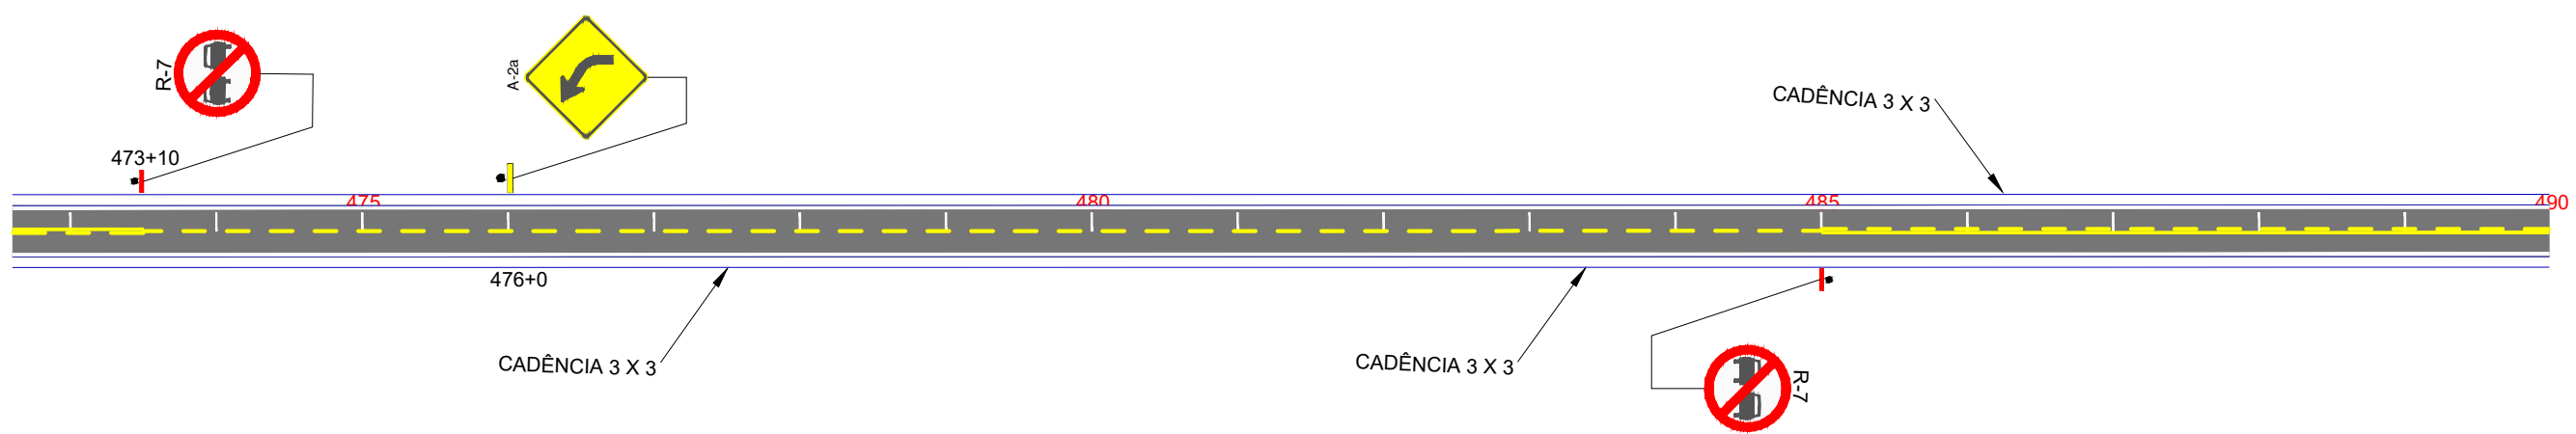 R-7
A-2a
CADÊNCIA 3 X 3
473+10
475
480
485
490
476+0
CADÊNCIA 3 X 3
CADÊNCIA 3 X 3
R-7